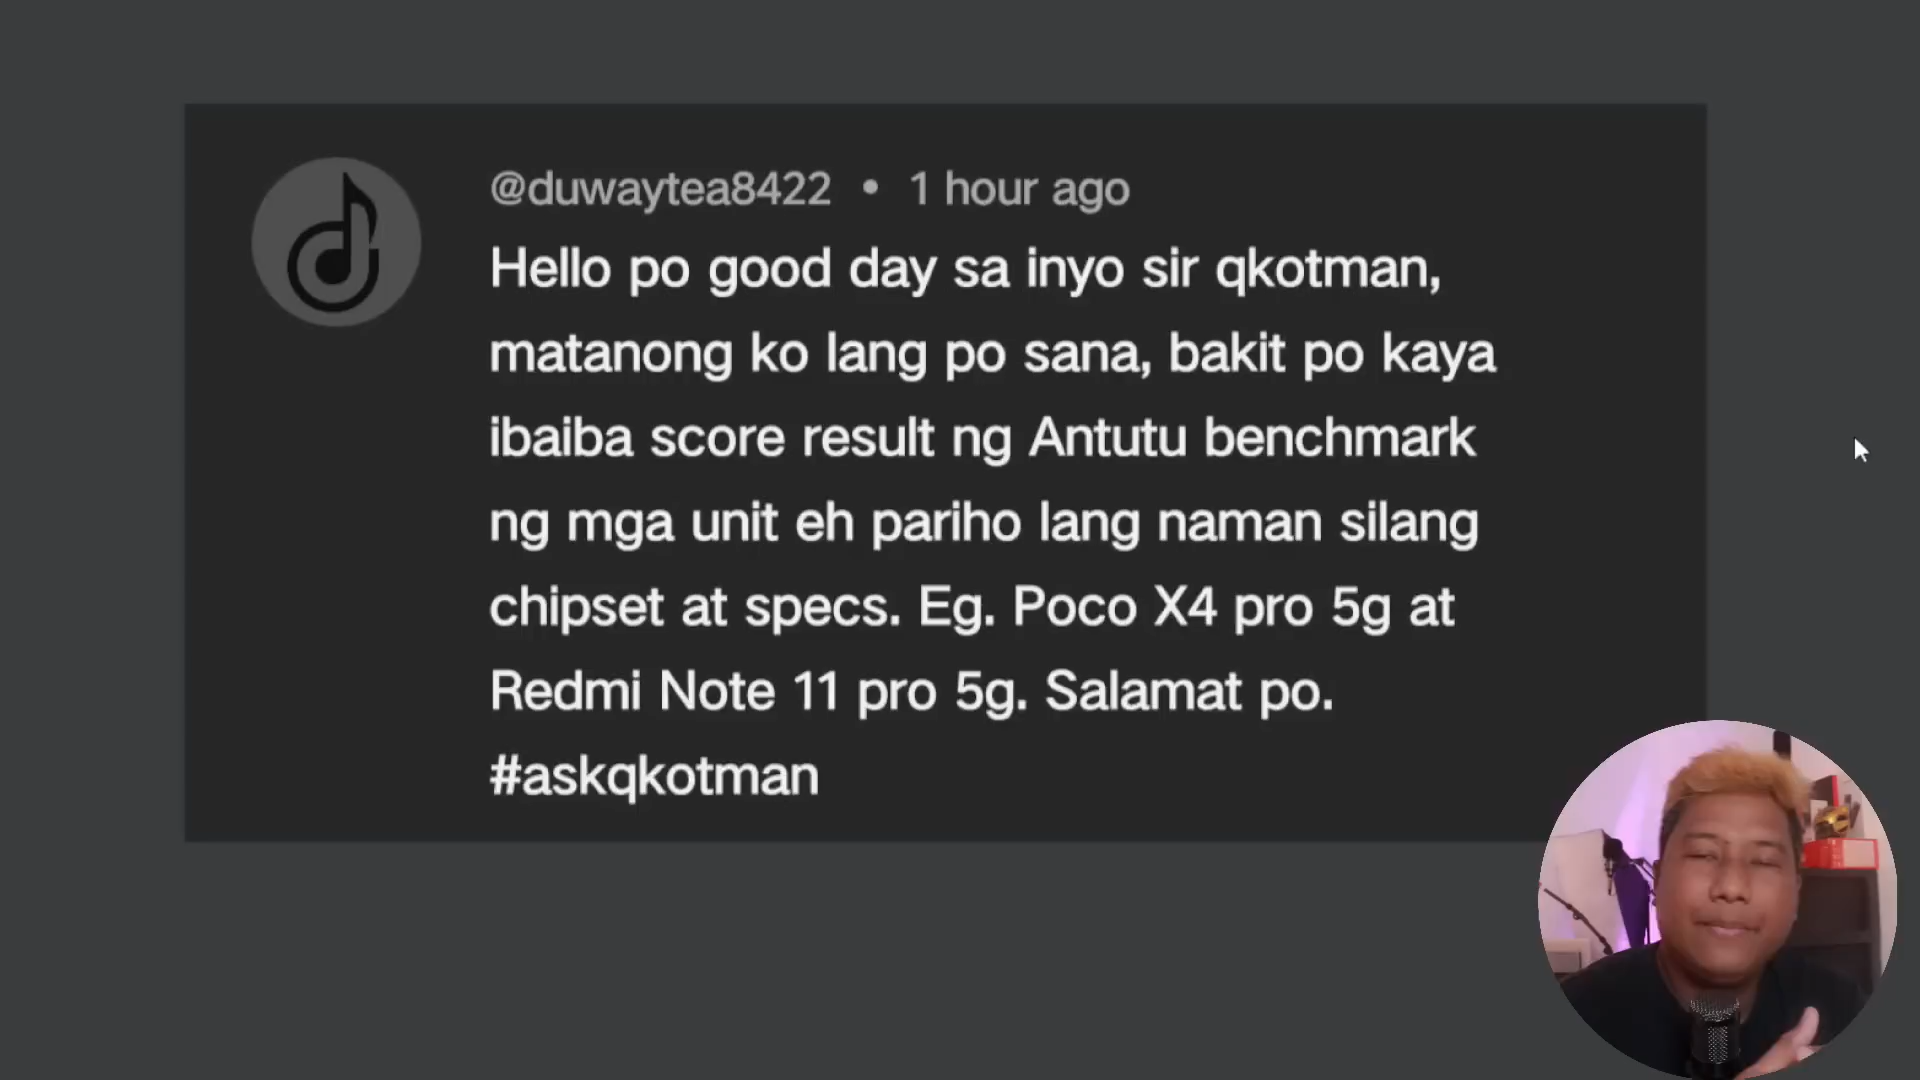 @duwaytea8422 • 1 hour ago
Hello po good day sa inyo sir qkotman,
matanong ko lang po sana, bakit po kaya
ibaiba score result ng Antutu benchmark
ng mga unit eh pariho lang naman silang
chipset at specs. Eg. Poco X4 pro 5g at
Redmi Note 11 pro 5g. Salamat po.
#askqkotman